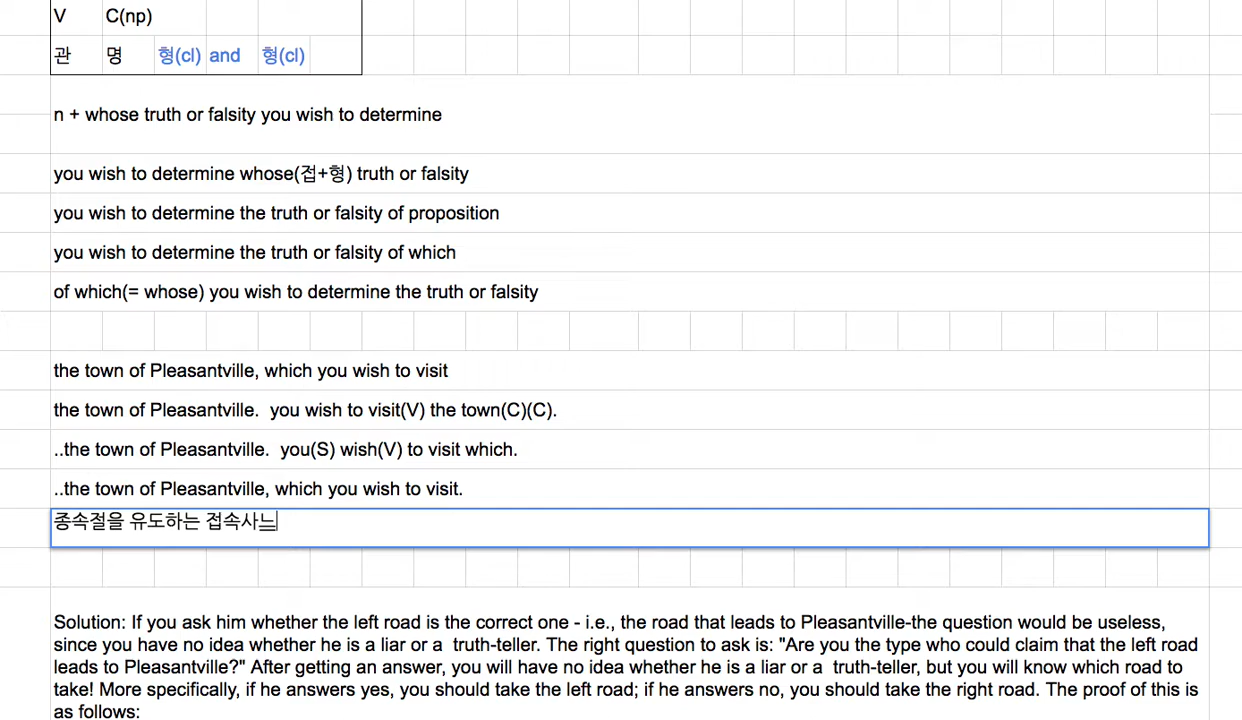 V C(np)
관 명 형(cl) and 형(cl)
n + whose truth or falsity you wish to determine
you wish to determine whose(접+형) truth or falsity
you wish to determine the truth or falsity of proposition
you wish to determine the truth or falsity of which
of which(= whose) you wish to determine the truth or falsity
the town of Pleasantville, which you wish to visit
the town of Pleasantville.  you wish to visit(V) the town(C)(C).
..the town of Pleasantville.  you(S) wish(V) to visit which.
..the town of Pleasantville, which you wish to visit.
종속절을 유도하는 접속사느
Solution: If you ask him whether the left road is the correct one - i.e., the road that leads to Pleasantville-the question would be useless,
since you have no idea whether he is a liar or a  truth-teller. The right question to ask is: "Are you the type who could claim that the left road
leads to Pleasantville?" After getting an answer, you will have no idea whether he is a liar or a  truth-teller, but you will know which road to
take! More specifically, if he answers yes, you should take the left road; if he answers no, you should take the right road. The proof of this is
as follows: